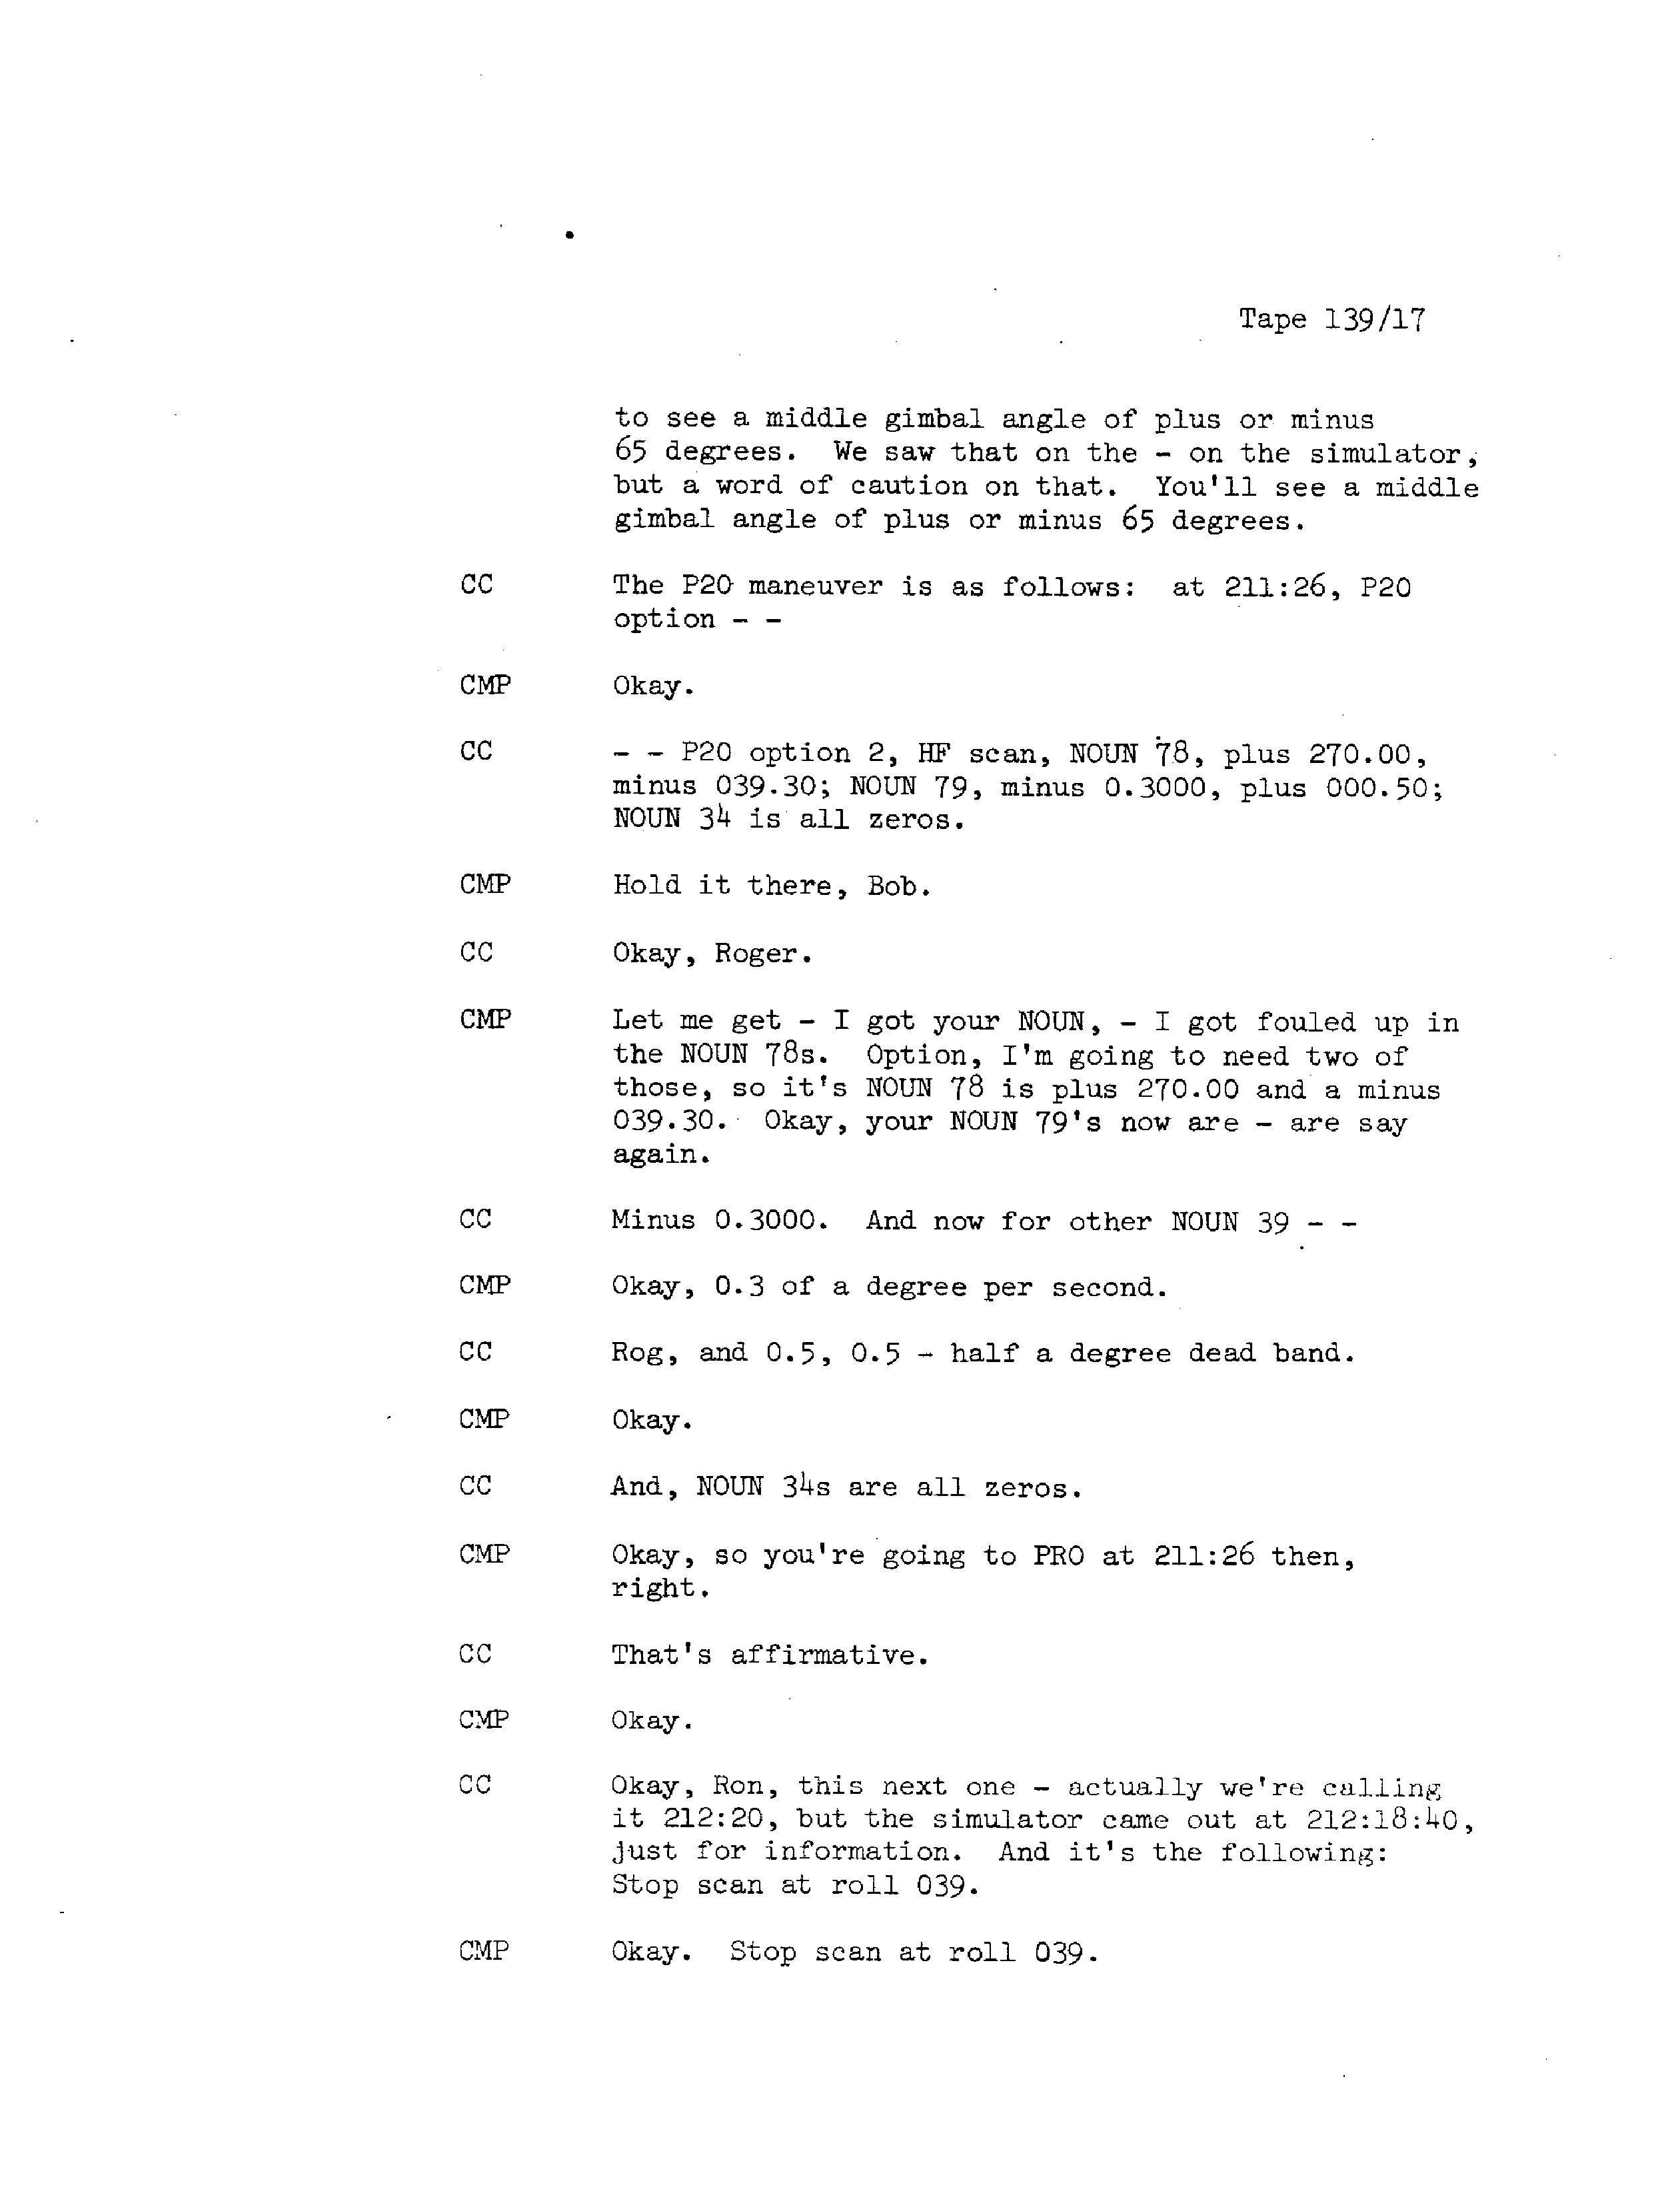 Tape 139/17
to see a middle gimbal angle of plus or minus
65 degrees. We saw that on the - on the simulator,
but a word of caution on that. You'll see a middle
gimbal angle of plus or minus 65 degrees.
CC The P20 maneuver is as follows: at 211:26, P20
option - -
CMP Okay.
CC - - P20 option 2, HF scan, NOUN 78, plus 270.00,
minus 039.30; NOUN 79, minus 0.3000, plus 000.50;
NOUN 34 is all zeros.
CMP Hold it there, Bob.
CC Okay, Roger.
CMP Let me get - I got your NOUN, - I got fouled up in
the NOUN 78s. Option, I'm going to need two of
those, so it's NOUN 78 is plus 270.00 and a minus
039.30. Okay, your NOUN 79's now are - are say
again.
CC Minus 0.3000. And now for other NOUN 39 - -
CMP Okay, 0.3 of a degree per second.
CC Rog, and 0.5, 0.5 - half a degree dead band.
CMP Okay.
CC And, NOUN 34s are all zeros.
CMP Okay, so you're going to PRO at 211:26 then,
right.
CC That's affirmative.
CMP Okay.
CC Okay, Ron, this next one - actually we're calling
it 212:20, but the simulator came out at 212:18:40,
just for information. And it's the following:
Stop scan at roll 039.
CMP Okay. Stop scan at roll 039.